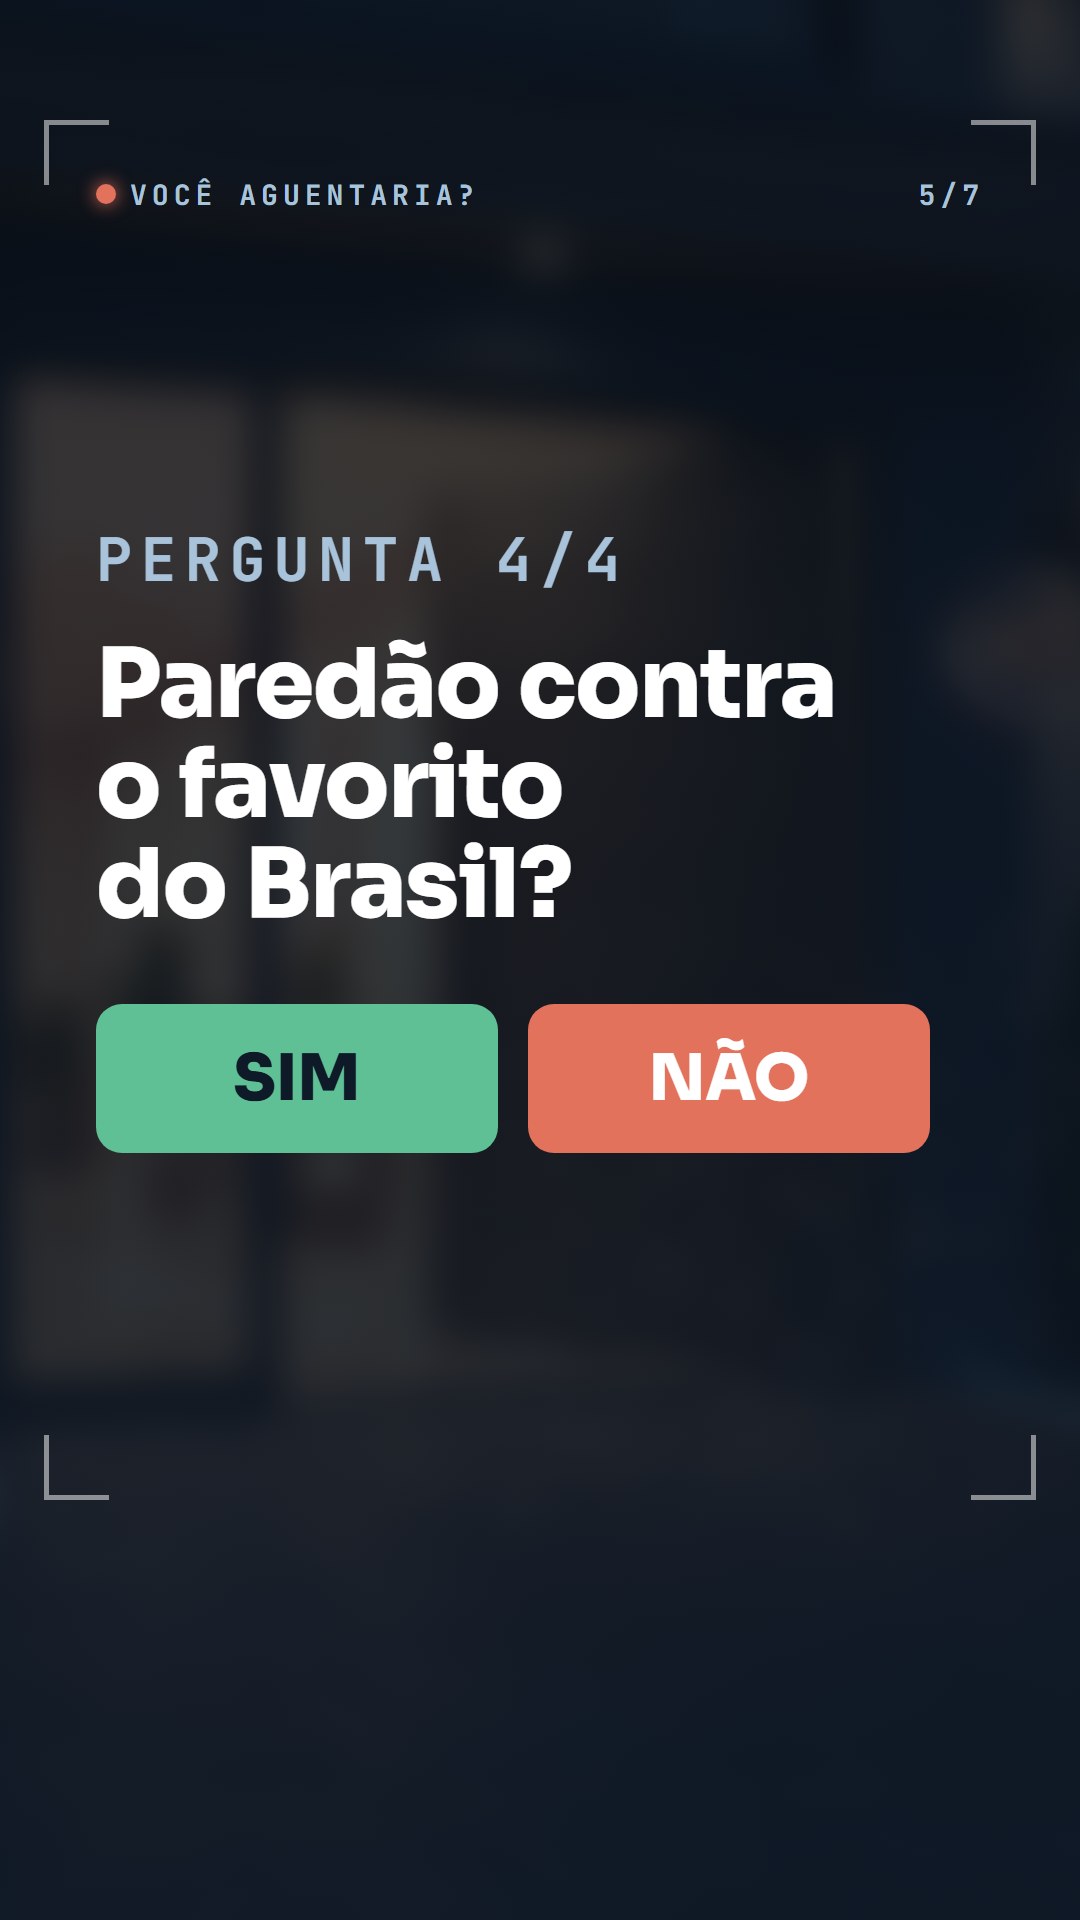 VOCÊ AGUENTARIA?
5/7
PERGUNTA 4/4
Paredão contra
o favorito
do Brasil?
SIM
NÃO